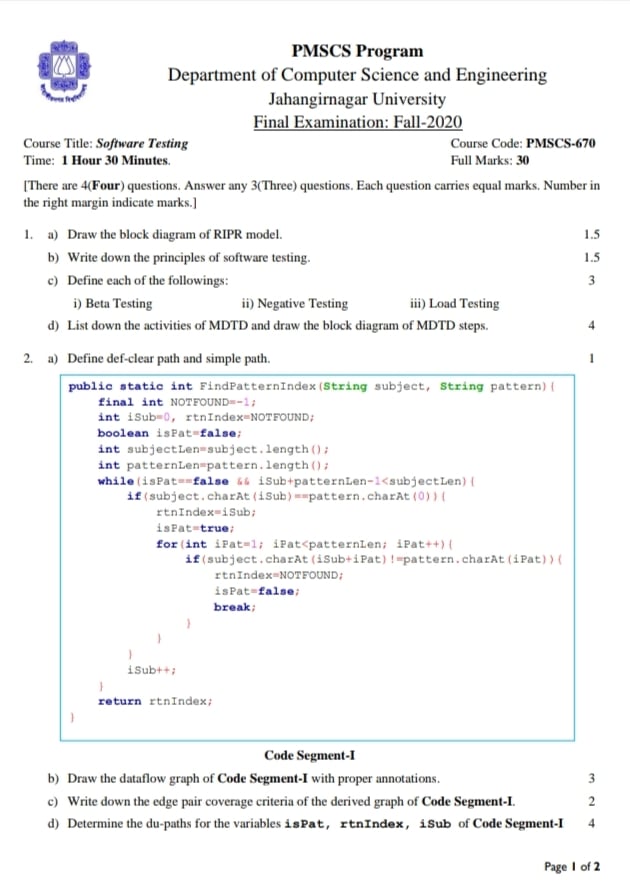 PMSCS Program
Department of Computer Science and Engineering
Jahangirnagar University
Final Examination: Fall-2020
Course Title: Software Testing Course Code: PMSCS-670
Time: 1 Hour 30 Minutes. Full Marks: 30
[There are 4(Four) questions. Answer any 3(Three) questions. Each question carries equal marks. Number in
the right margin indicate marks.]
1. a) Draw the block diagram of RIPR model. 1.5
b) Write down the principles of software testing. 1.5
c) Define each of the followings: 3
i) Beta Testing ii) Negative Testing iii) Load Testing
d) List down the activities of MDTD and draw the block diagram of MDTD steps. 4
2. a) Define def-clear path and simple path. 1
public static int FindPatternIndex(String subject, String pattern){
final int NOTFOUND=-1;
int iSub=0, rtnIndex=NOTFOUND;
boolean isPat=false;
int subjectLen=subject.length();
int patternLen=pattern.length();
while(isPat==false && iSub+patternLen-1<subjectLen){
if(subject.charAt(iSub)==pattern.charAt(0)){
rtnIndex=iSub;
isPat=true;
for(int iPat=1; iPat<patternLen; iPat++){
if(subject.charAt(iSub+iPat)!=pattern.charAt(iPat)){
rtnIndex=NOTFOUND;
isPat=false;
break;
}
}
}
iSub++;
}
return rtnIndex;
}
Code Segment-I
b) Draw the dataflow graph of Code Segment-I with proper annotations. 3
c) Write down the edge pair coverage criteria of the derived graph of Code Segment-I. 2
d) Determine the du-paths for the variables isPat, rtnIndex, iSub of Code Segment-I 4
Page 1 of 2